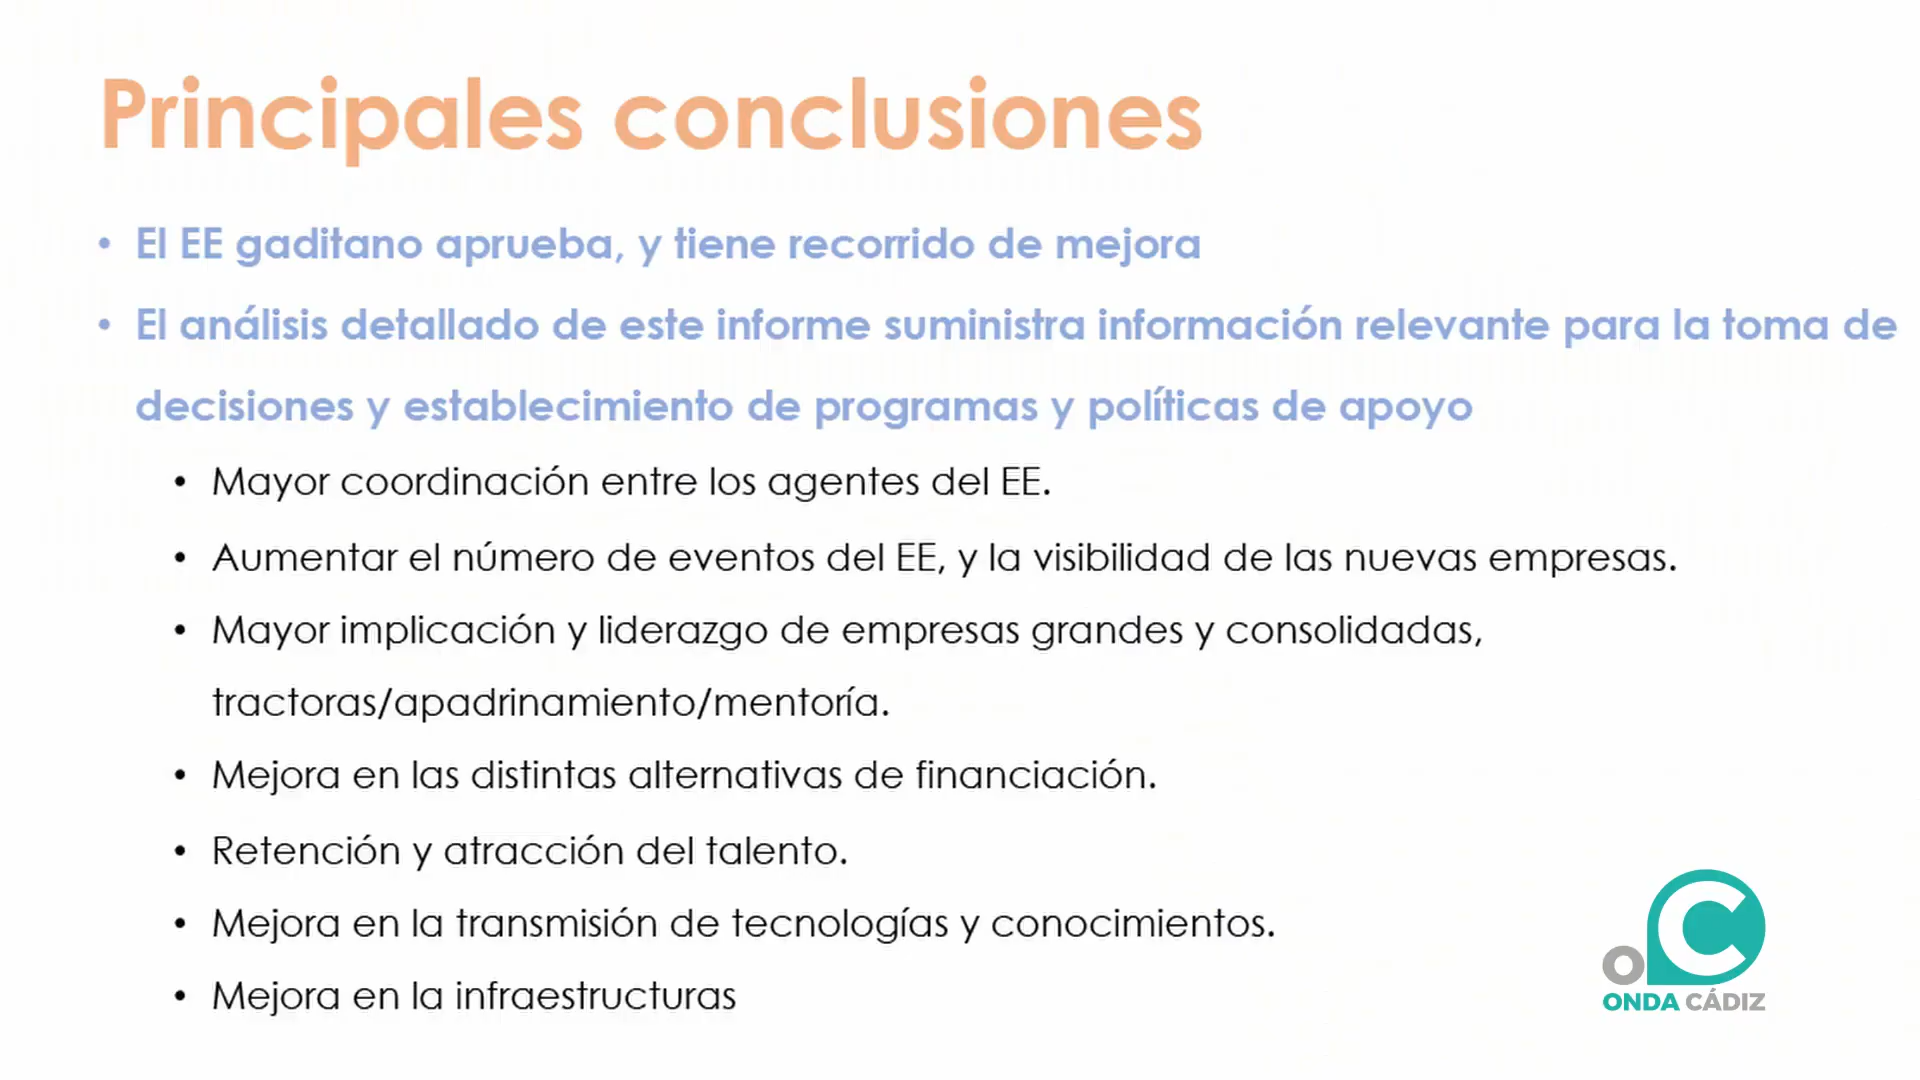 Principales conclusiones
• El EE gaditano aprueba, y tiene recorrido de mejora
• El análisis detallado de este informe suministra información relevante para la toma de
decisiones y establecimiento de programas y políticas de apoyo
• Mayor coordinación entre los agentes del EE.
• Aumentar el número de eventos del EE, y la visibilidad de las nuevas empresas.
• Mayor implicación y liderazgo de empresas grandes y consolidadas,
tractoras/apadrinamiento/mentoría.
• Mejora en las distintas alternativas de financiación.
• Retención y atracción del talento.
• Mejora en la transmisión de tecnologías y conocimientos.
• Mejora en la infraestructuras
OC
ONDA CÁDIZ